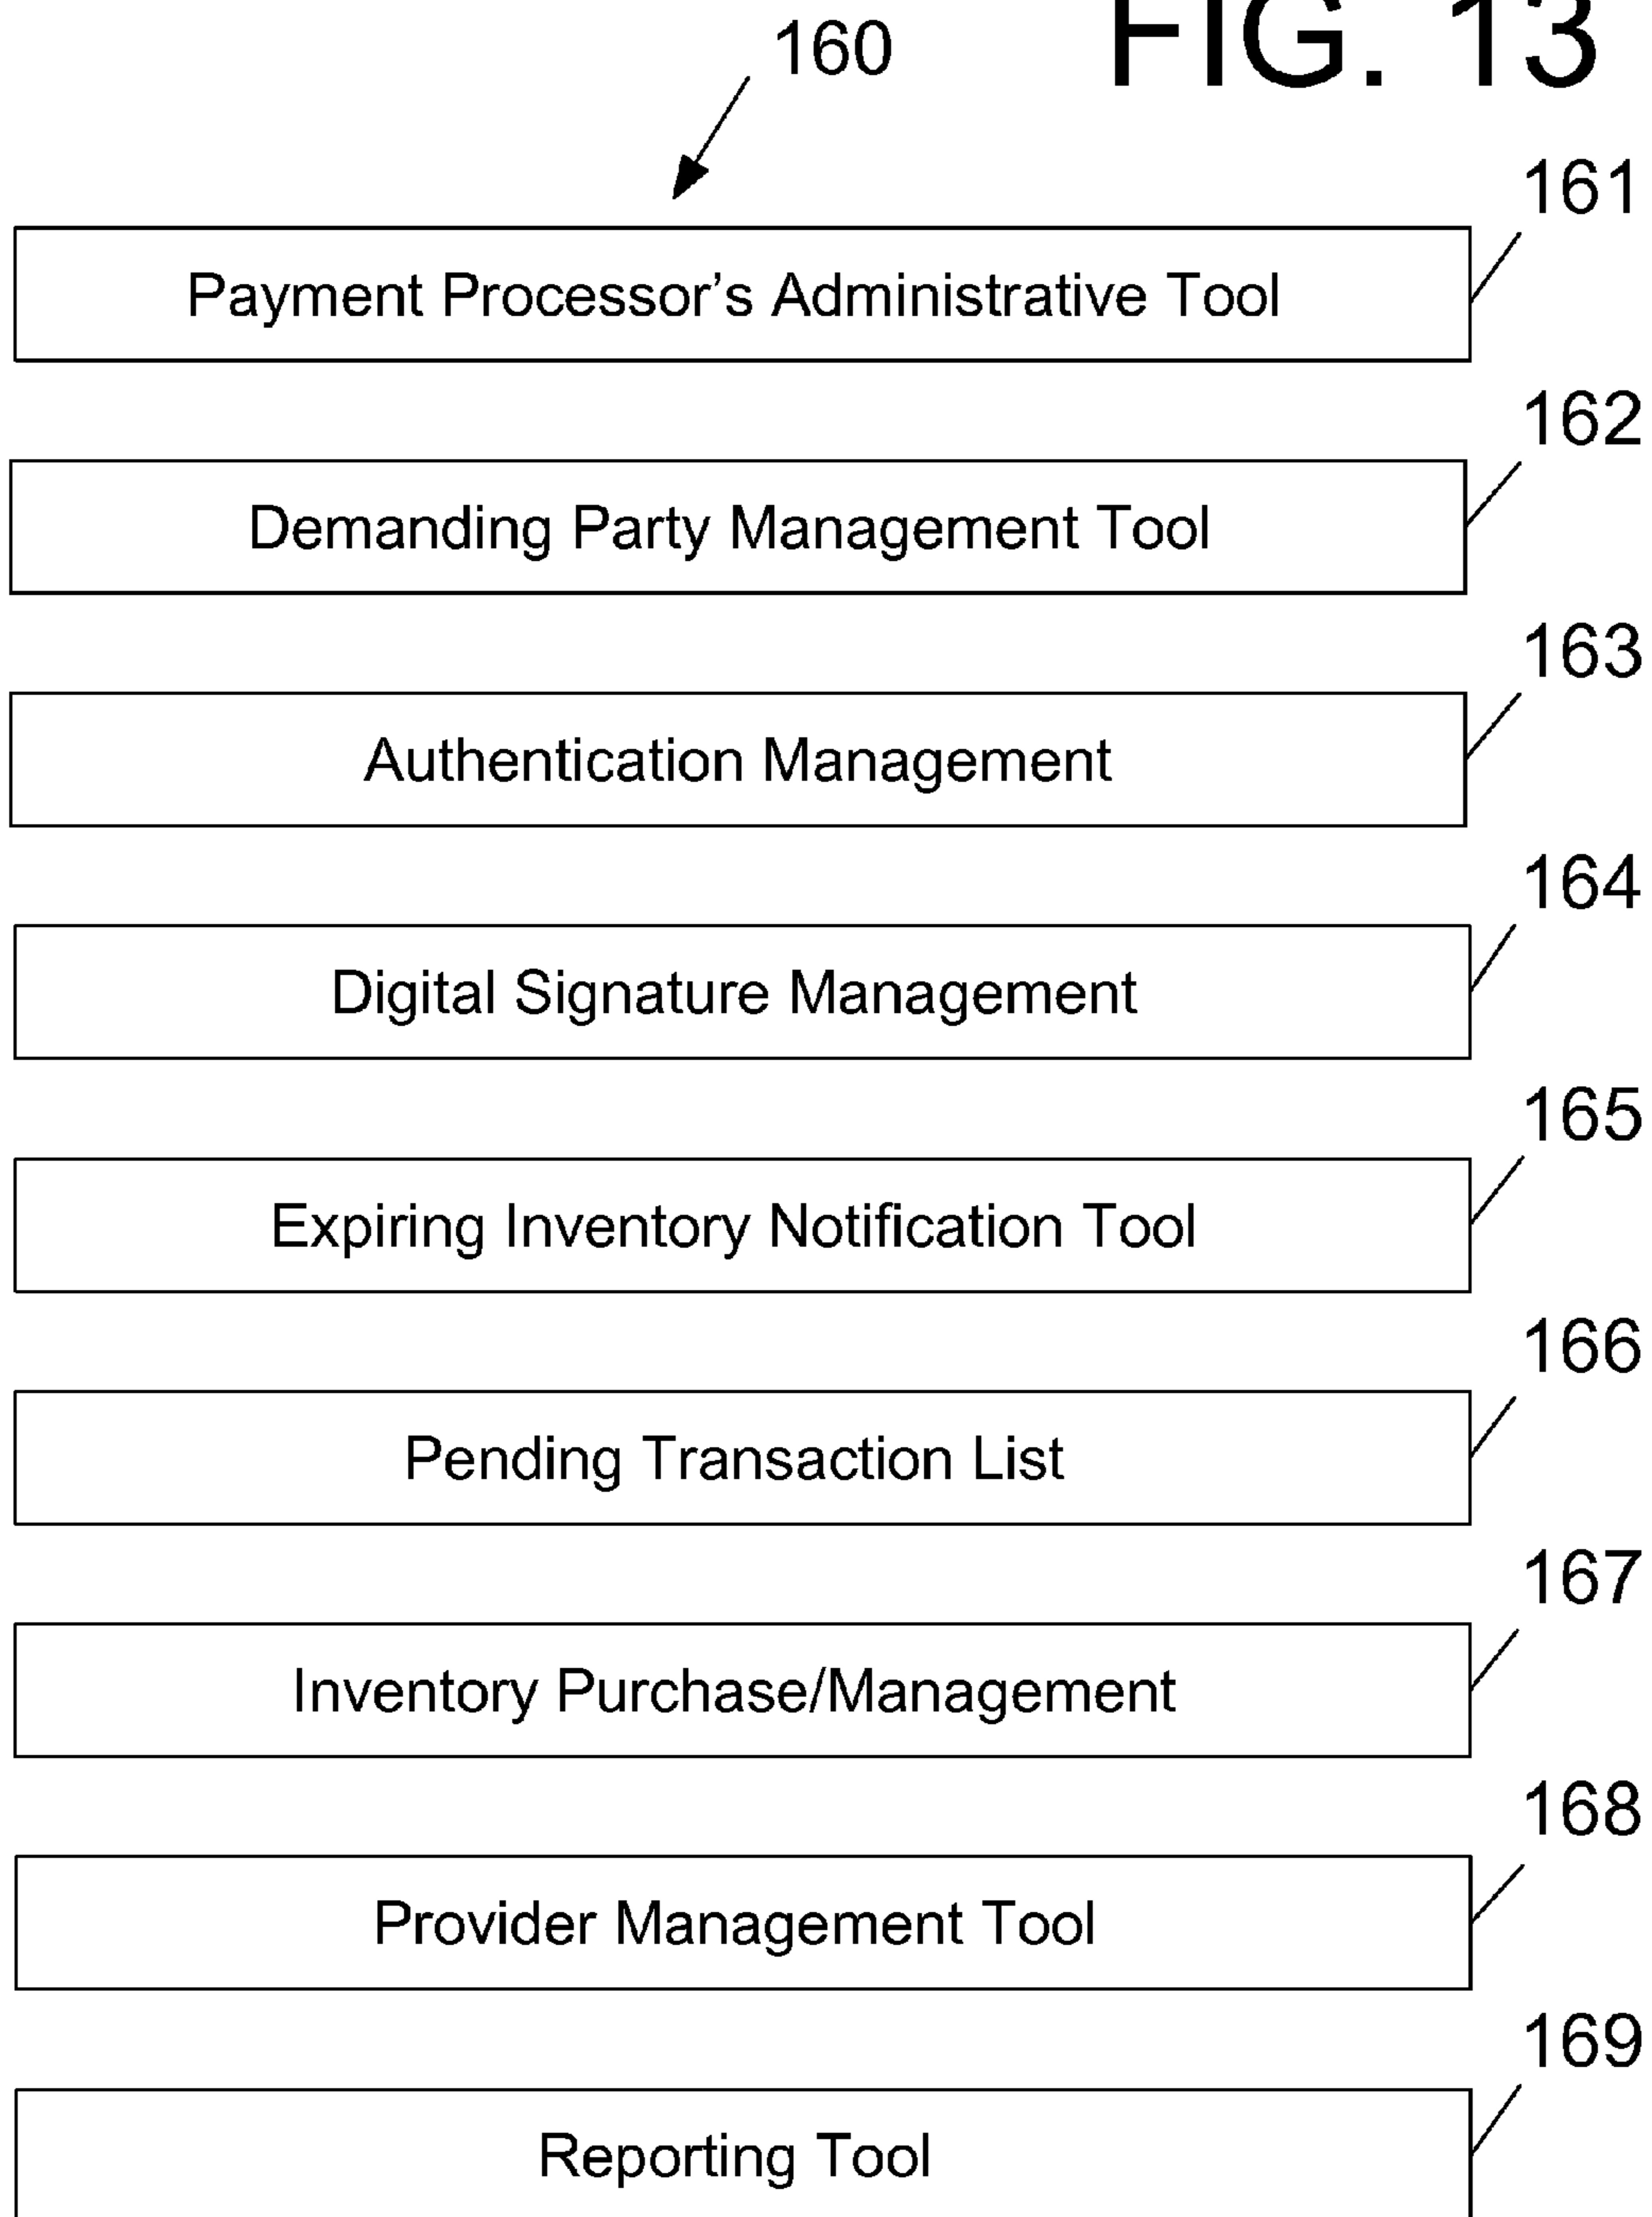 160
FIG. 13
161
Payment Processor’s Administrative Tool
162
Demanding Party Management Tool
163
Authentication Management
164
Digital Signature Management
165
Expiring Inventory Notification Tool
166
Pending Transaction List
167
Inventory Purchase/Management
168
Provider Management Tool
169
Reporting Tool